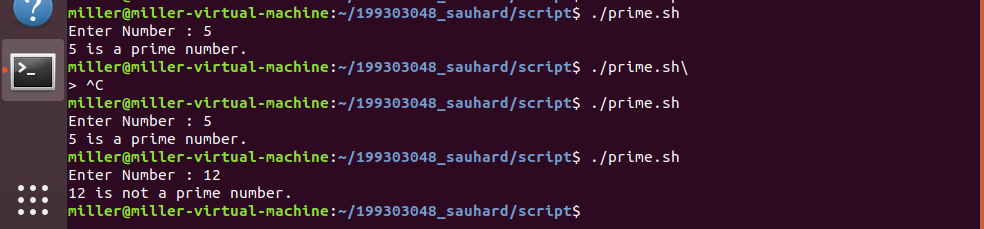 miller@miller-virtual-machine:~/199303048_sauhard/script$ ./prime.sh
Enter Number : 5
5 is a prime number.
miller@miller-virtual-machine:~/199303048_sauhard/script$ ./prime.sh\
> ^C
miller@miller-virtual-machine:~/199303048_sauhard/script$ ./prime.sh
Enter Number : 5
5 is a prime number.
miller@miller-virtual-machine:~/199303048_sauhard/script$ ./prime.sh
Enter Number : 12
12 is not a prime number.
miller@miller-virtual-machine:~/199303048_sauhard/script$